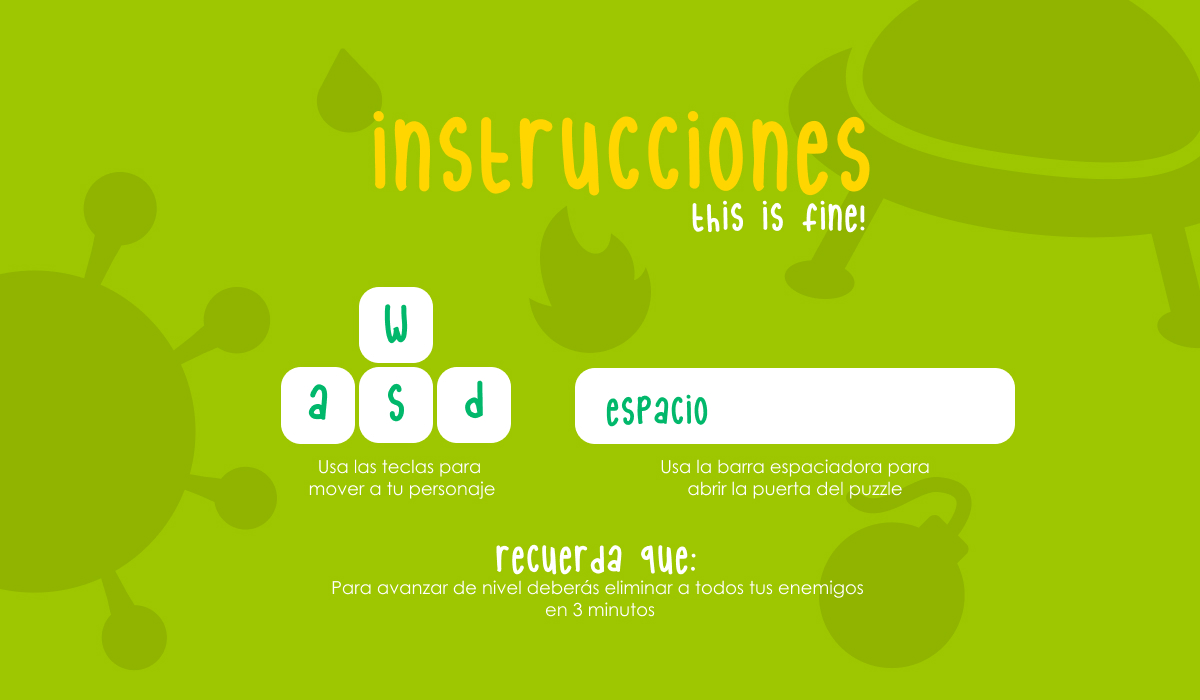 instrucciones
this is fine!
w
a s d
espacio
Usa las teclas para
mover a tu personaje
Usa la barra espaciadora para
abrir la puerta del puzzle
recuerda que:
Para avanzar de nivel deberás eliminar a todos tus enemigos
en 3 minutos